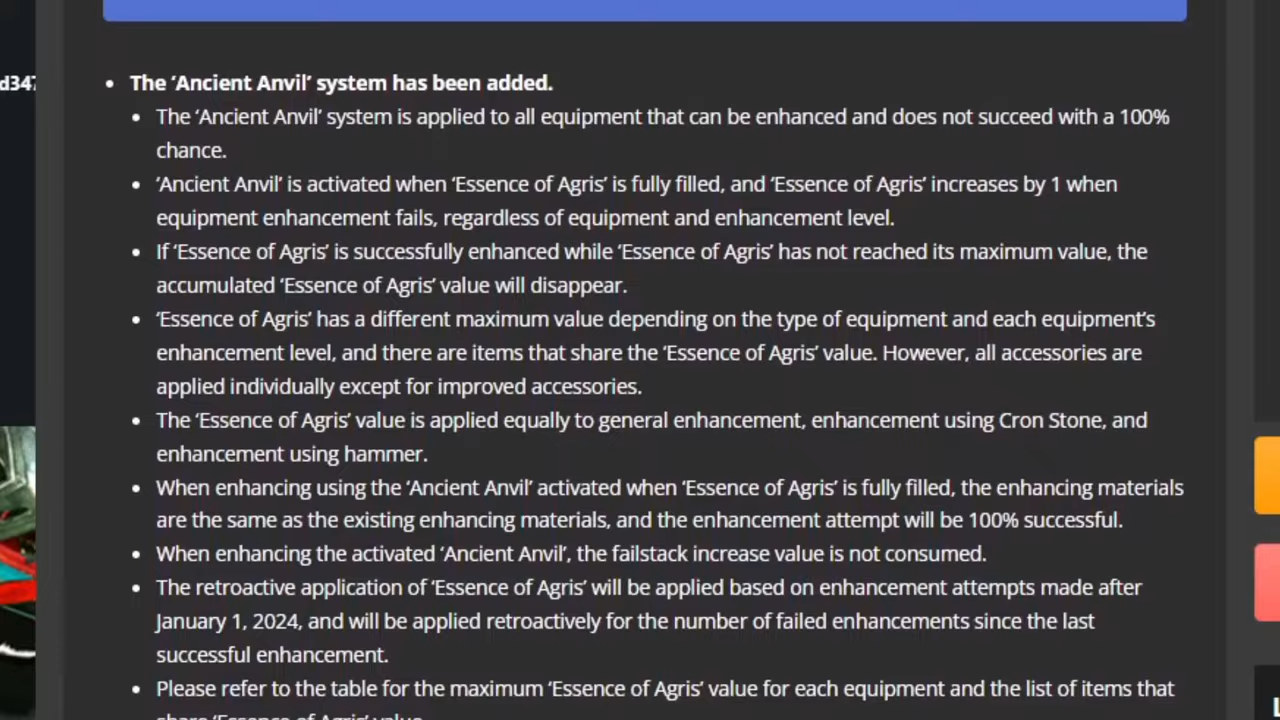 d347
The ‘Ancient Anvil’ system has been added.
The ‘Ancient Anvil’ system is applied to all equipment that can be enhanced and does not succeed with a 100%
chance.
‘Ancient Anvil’ is activated when ‘Essence of Agris’ is fully filled, and ‘Essence of Agris’ increases by 1 when
equipment enhancement fails, regardless of equipment and enhancement level.
If ‘Essence of Agris’ is successfully enhanced while ‘Essence of Agris’ has not reached its maximum value, the
accumulated ‘Essence of Agris’ value will disappear.
‘Essence of Agris’ has a different maximum value depending on the type of equipment and each equipment’s
enhancement level, and there are items that share the ‘Essence of Agris’ value. However, all accessories are
applied individually except for improved accessories.
The ‘Essence of Agris’ value is applied equally to general enhancement, enhancement using Cron Stone, and
enhancement using hammer.
When enhancing using the ‘Ancient Anvil’ activated when ‘Essence of Agris’ is fully filled, the enhancing materials
are the same as the existing enhancing materials, and the enhancement attempt will be 100% successful.
When enhancing the activated ‘Ancient Anvil’, the failstack increase value is not consumed.
The retroactive application of ‘Essence of Agris’ will be applied based on enhancement attempts made after
January 1, 2024, and will be applied retroactively for the number of failed enhancements since the last
successful enhancement.
Please refer to the table for the maximum ‘Essence of Agris’ value for each equipment and the list of items that
share ‘Essence of Agris’ value.